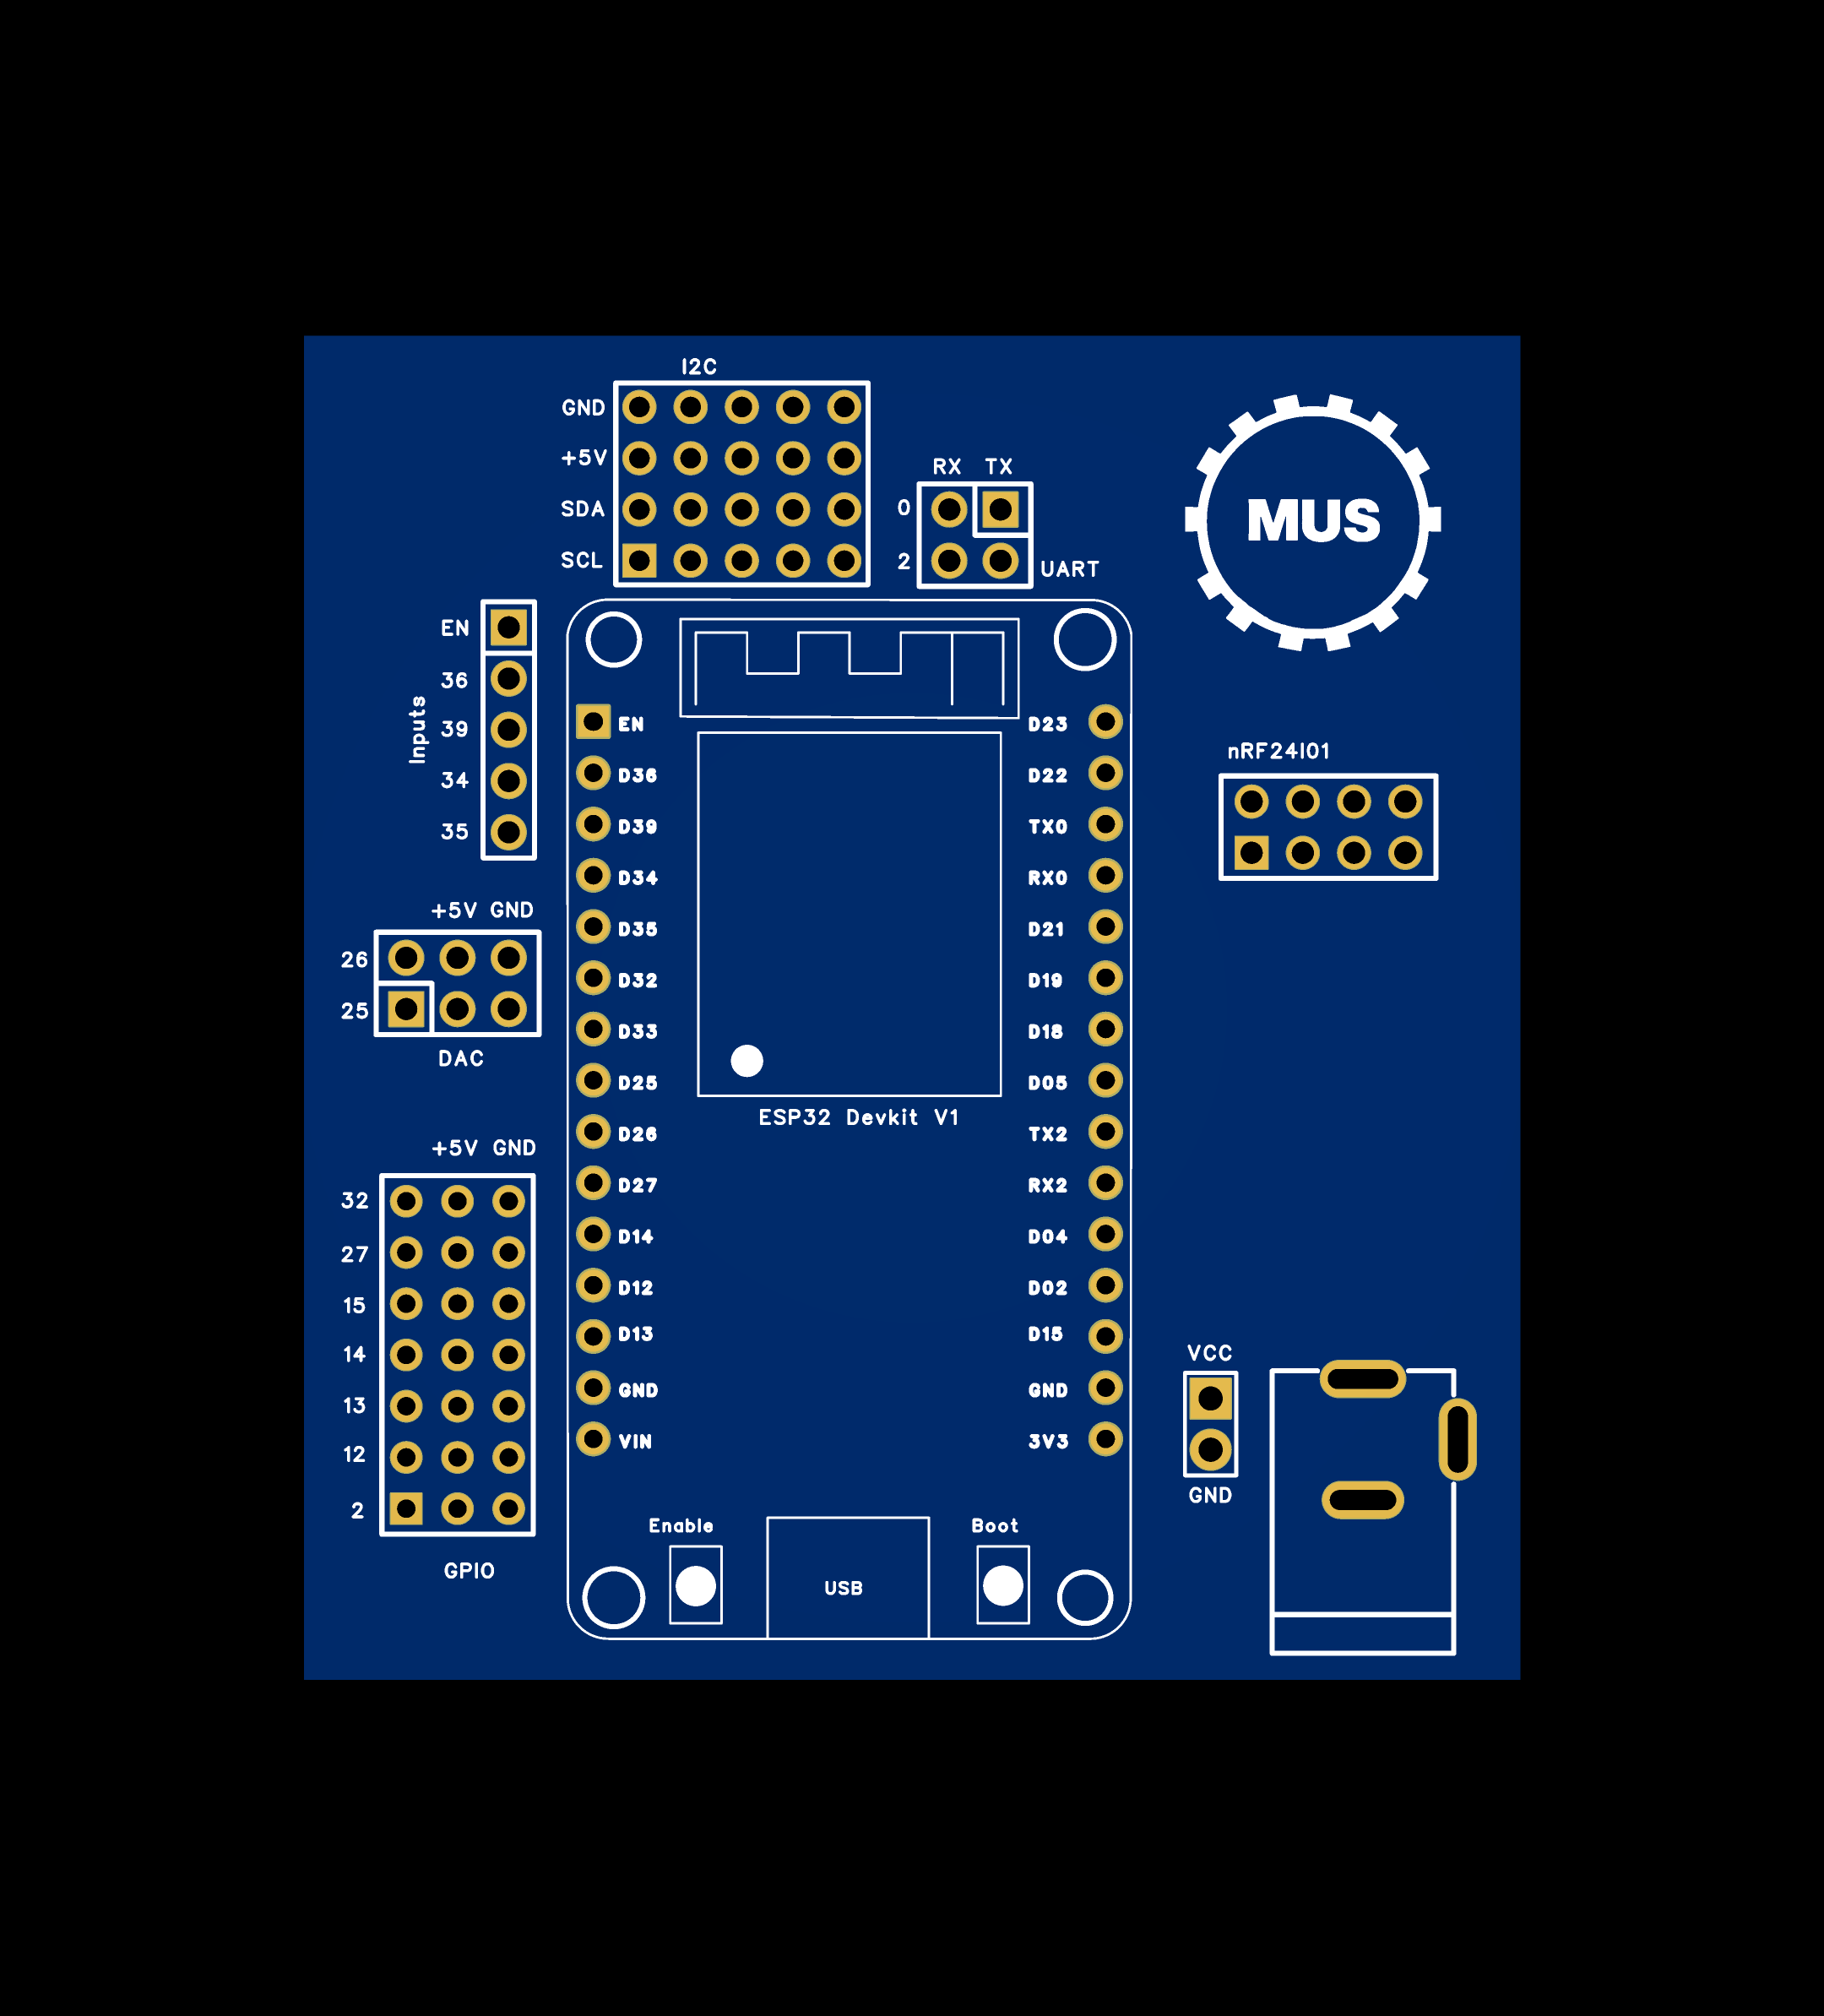 I2C
GND
+5V
SDA
SCL
RX TX
0
2
UART
MUS
EN
36
39
34
35
Inputs
+5V GND
26
25
DAC
+5V GND
32
27
15
14
13
12
2
GPIO
EN
D36
D39
D34
D35
D32
D33
D25
D26
D27
D14
D12
D13
GND
VIN
D23
D22
TX0
RX0
D21
D19
D18
D05
TX2
RX2
D04
D02
D15
GND
3V3
ESP32 Devkit V1
Enable
USB
Boot
nRF24l01
VCC
GND